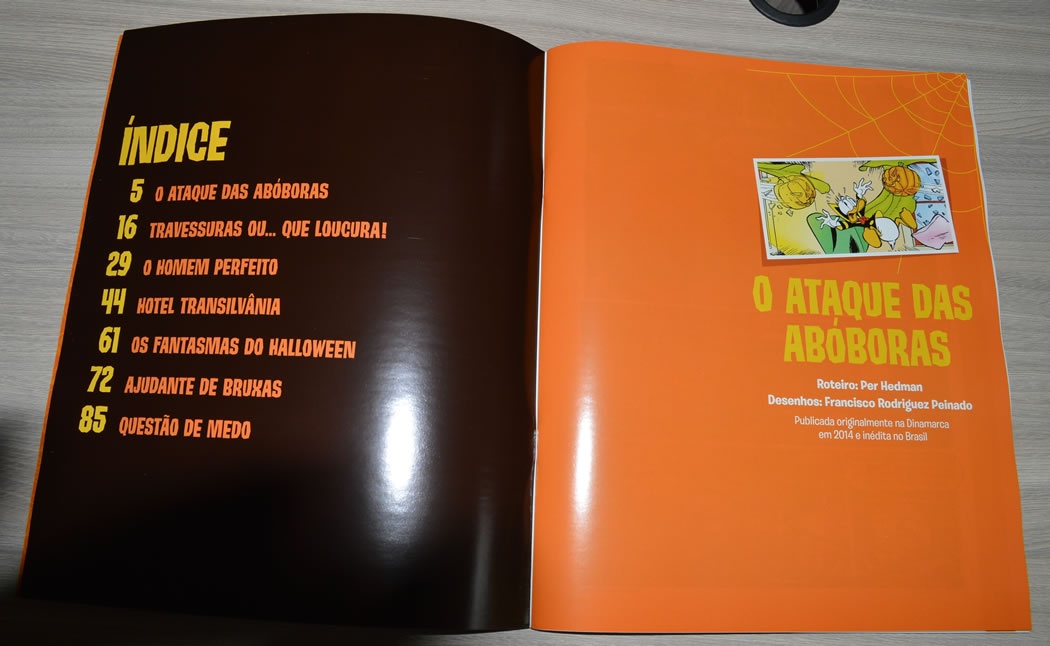 ÍNDICE
5 O ATAQUE DAS ABÓBORAS
16 TRAVESSURAS OU... QUE LOUCURA!
29 O HOMEM PERFEITO
44 HOTEL TRANSILVÂNIA
61 OS FANTASMAS DO HALLOWEEN
72 AJUDANTE DE BRUXAS
85 QUESTÃO DE MEDO
O ATAQUE DAS
ABÓBORAS
Roteiro: Per Hedman
Desenhos: Francisco Rodriguez Peinado
Publicada originalmente na Dinamarca
em 2014 e inédita no Brasil